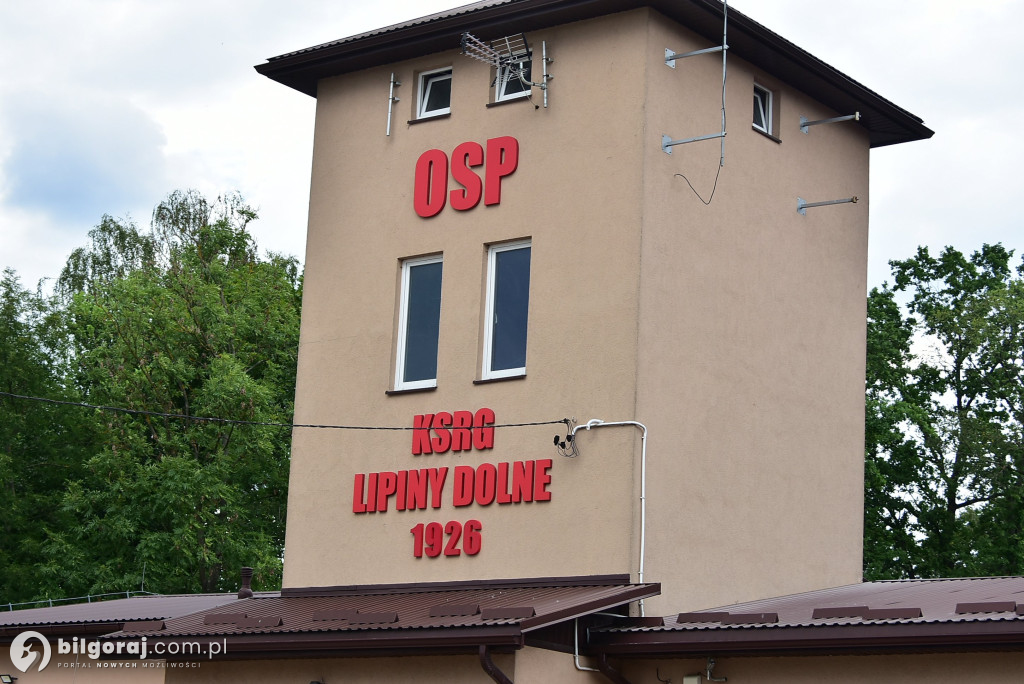 OSP
KSRG
LIPINY DOLNE
1926
bilgoraj.com.pl
PORTAL NOWYCH MOŻLIWOŚCI